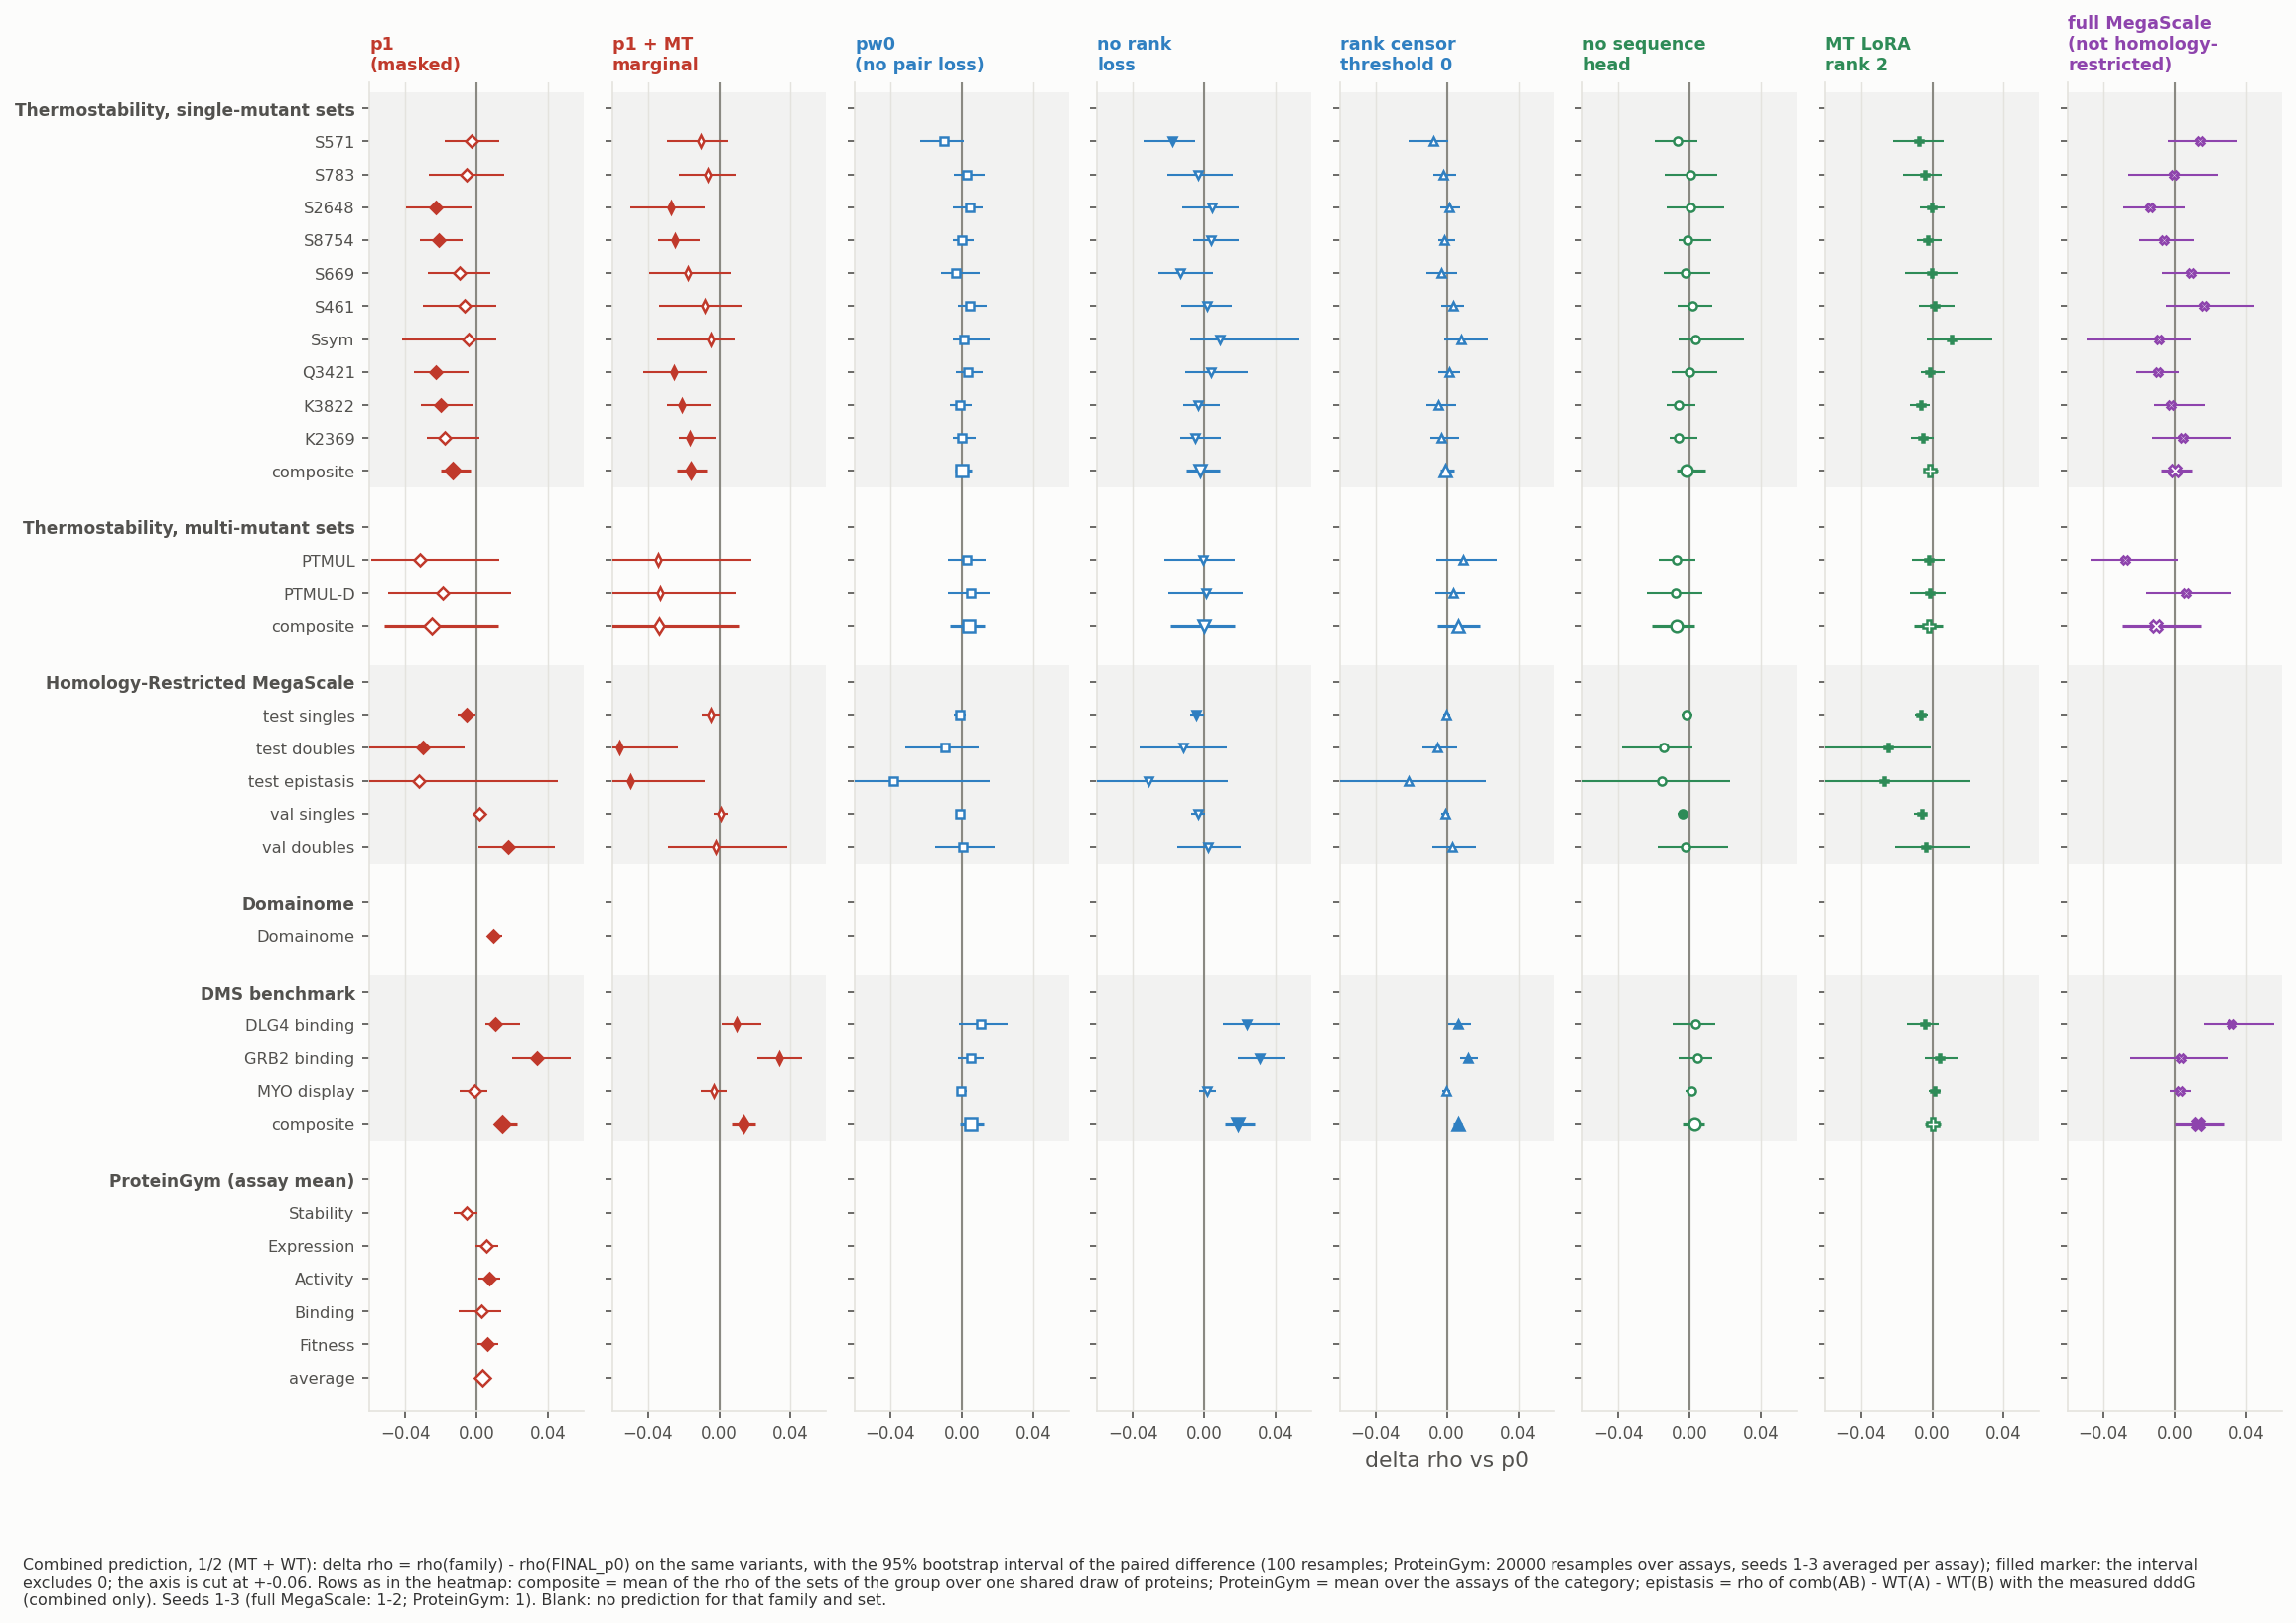 p1
(masked)
p1 + MT
marginal
pw0
(no pair loss)
no rank
loss
rank censor
threshold 0
no sequence
head
MT LoRA
rank 2
full MegaScale
(not homology-
restricted)
Thermostability, single-mutant sets
S571
S783
S2648
S8754
S669
S461
Ssym
Q3421
K3822
K2369
composite
Thermostability, multi-mutant sets
PTMUL
PTMUL-D
composite
Homology-Restricted MegaScale
test singles
test doubles
test epistasis
val singles
val doubles
Domainome
Domainome
DMS benchmark
DLG4 binding
GRB2 binding
MYO display
composite
ProteinGym (assay mean)
Stability
Expression
Activity
Binding
Fitness
average
−0.04 0.00 0.04 −0.04 0.00 0.04 −0.04 0.00 0.04 −0.04 0.00 0.04 −0.04 0.00 0.04 −0.04 0.00 0.04 −0.04 0.00 0.04 −0.04 0.00 0.04
delta rho vs p0
Combined prediction, 1/2 (MT + WT): delta rho = rho(family) - rho(FINAL_p0) on the same variants, with the 95% bootstrap interval of the paired difference (100 resamples; ProteinGym: 20000 resamples over assays, seeds 1-3 averaged per assay); filled marker: the interval
excludes 0; the axis is cut at +-0.06. Rows as in the heatmap: composite = mean of the rho of the sets of the group over one shared draw of proteins; ProteinGym = mean over the assays of the category; epistasis = rho of comb(AB) - WT(A) - WT(B) with the measured dddG
(combined only). Seeds 1-3 (full MegaScale: 1-2; ProteinGym: 1). Blank: no prediction for that family and set.